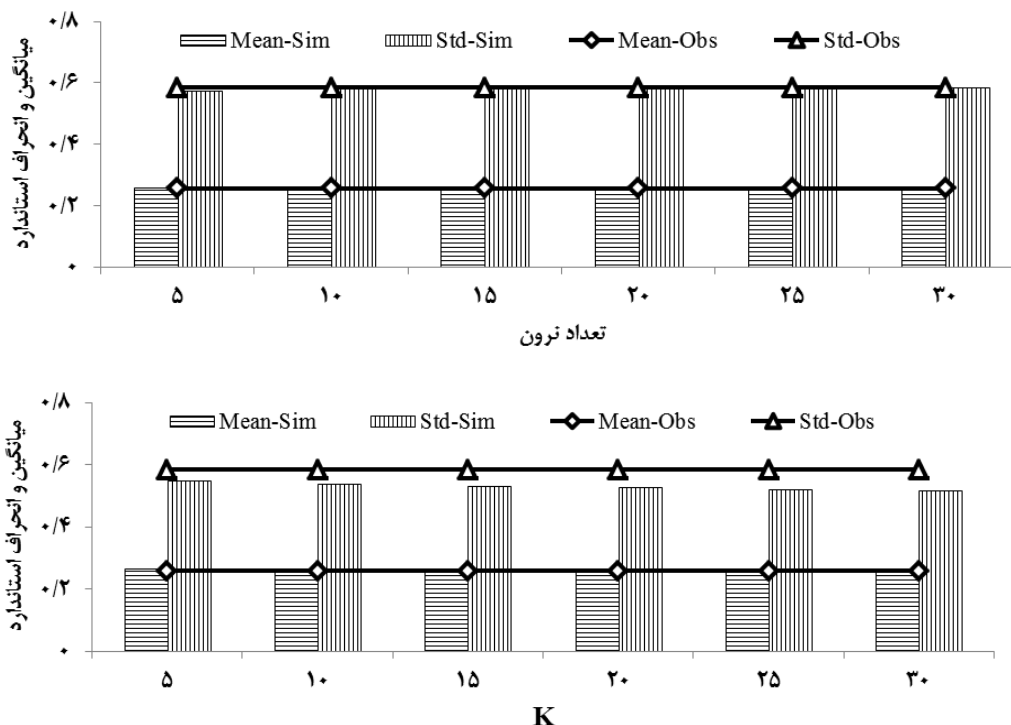 ۰/۸
Mean-Sim Std-Sim Mean-Obs Std-Obs
۰/۶
۰/۴
۰/۲
۰
میانگین و انحراف استاندارد
۵ ۱۰ ۱۵ ۲۰ ۲۵ ۳۰
تعداد نرون
۰/۸
Mean-Sim Std-Sim Mean-Obs Std-Obs
۰/۶
۰/۴
۰/۲
۰
میانگین و انحراف استاندارد
۵ ۱۰ ۱۵ ۲۰ ۲۵ ۳۰
K